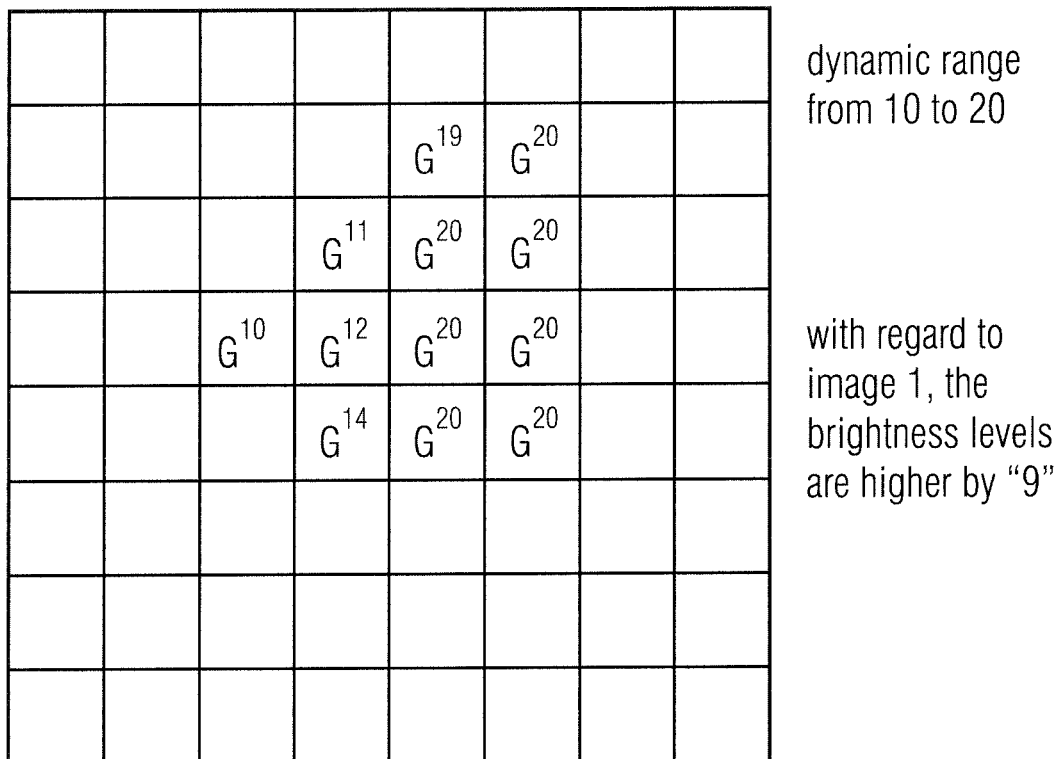 dynamic range
from 10 to 20
G19 G20
G11 G20 G20
with regard to
image 1, the
brightness levels
are higher by “9”
G10 G12 G20 G20
G14 G20 G20